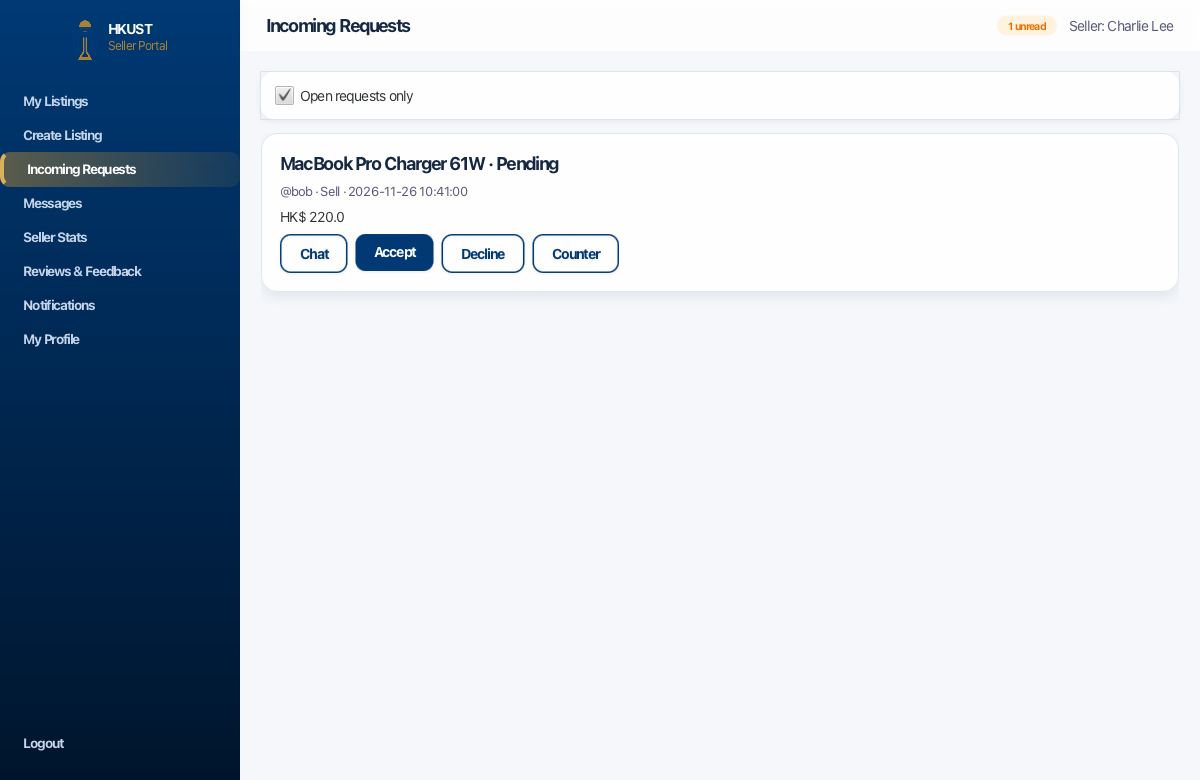 HKUST
Seller Portal
My Listings
Create Listing
Incoming Requests
Messages
Seller Stats
Reviews & Feedback
Notifications
My Profile
Logout
Incoming Requests
1 unread
Seller: Charlie Lee
Open requests only
MacBook Pro Charger 61W · Pending
@bob · Sell · 2026-11-26 10:41:00
HK$ 220.0
Chat
Accept
Decline
Counter